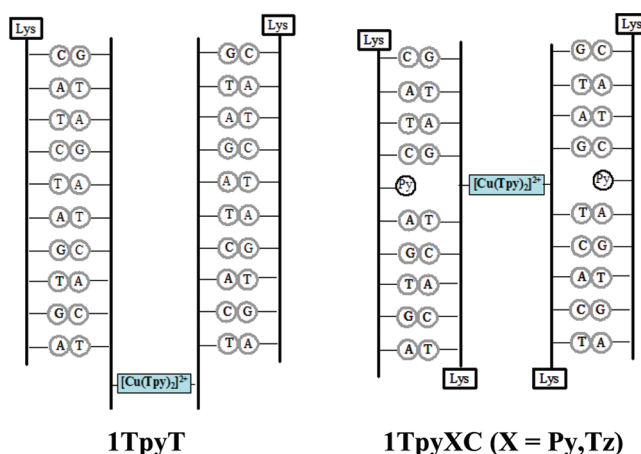 Lys Lys
C G G C
A T T A
T A A T
C G G C
T A A T
A T T A
G C C G
T A A T
G C C G
A T T A
[Cu(Tpy)₂]²⁺
1TpyT
Lys Lys
C G G C
A T T A
T A A T
C G G C
Py [Cu(Tpy)₂]²⁺ Py
A T T A
G C C G
T A A T
G C C G
A T T A
Lys Lys
1TpyXC (X = Py,Tz)